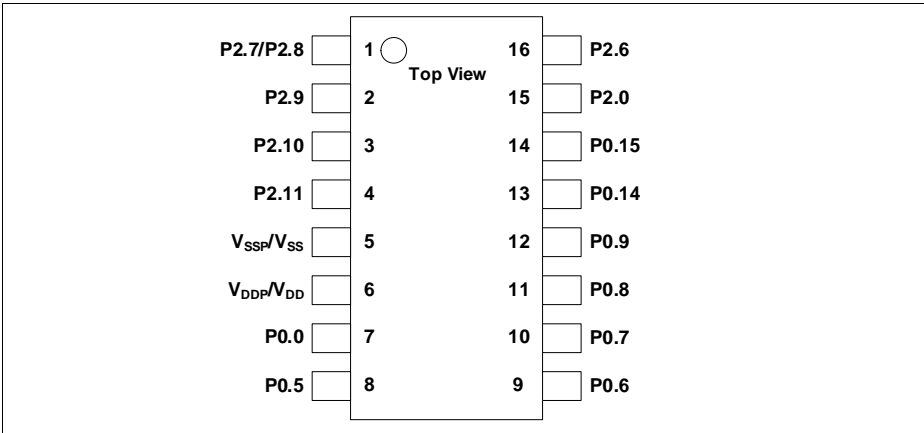 P2.7/P2.8 1 16 P2.6
Top View
P2.9 2 15 P2.0
P2.10 3 14 P0.15
P2.11 4 13 P0.14
VSSP/VSS 5 12 P0.9
VDDP/VDD 6 11 P0.8
P0.0 7 10 P0.7
P0.5 8 9 P0.6